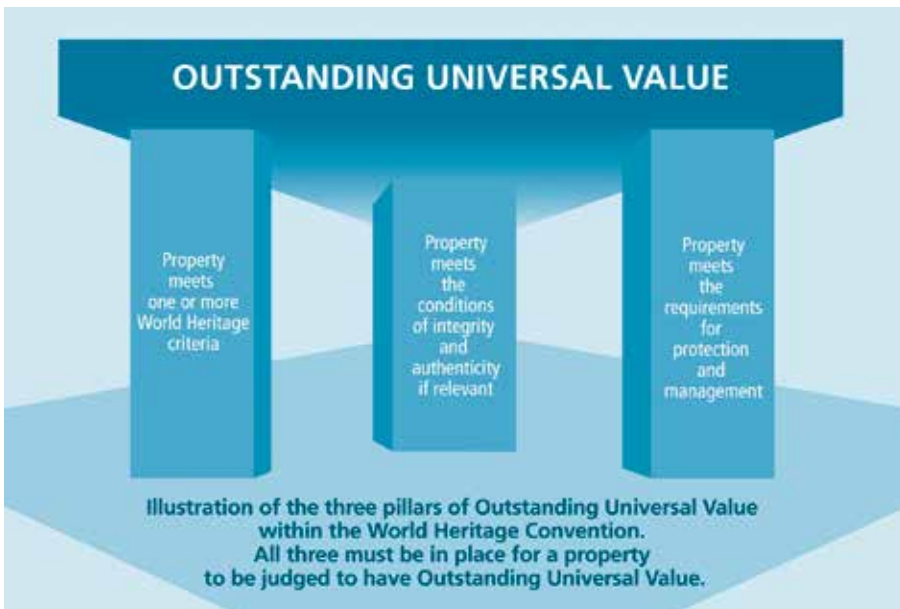 OUTSTANDING UNIVERSAL VALUE
Property
meets
one or more
World Heritage
criteria
Property
meets
the
conditions
of integrity
and
authenticity
if relevant
Property
meets
the
requirements
for
protection
and
management
Illustration of the three pillars of Outstanding Universal Value
within the World Heritage Convention.
All three must be in place for a property
to be judged to have Outstanding Universal Value.